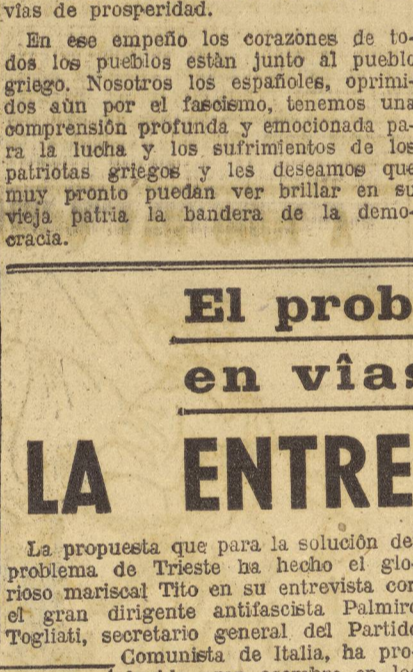 vías de prosperidad.
En ese empeño los corazones de to-
dos los pueblos están junto al pueblo
griego. Nosotros los españoles, oprimi-
dos aún por el fascismo, tenemos una
comprensión profunda y emocionada pa-
ra la lucha y los sufrimientos de los
patriotas griegos y les deseamos que
muy pronto puedan ver brillar en su
vieja patria la bandera de la demo-
cracia.
El prob
en vîas
LA ENTRE
La propuesta que para la solución de
problema de Trieste ha hecho el glo-
rioso mariscal Tito en su entrevista con
el gran dirigente antifascista Palmiro
Togliati, secretario general del Partido
Comunista de Italia, ha pro